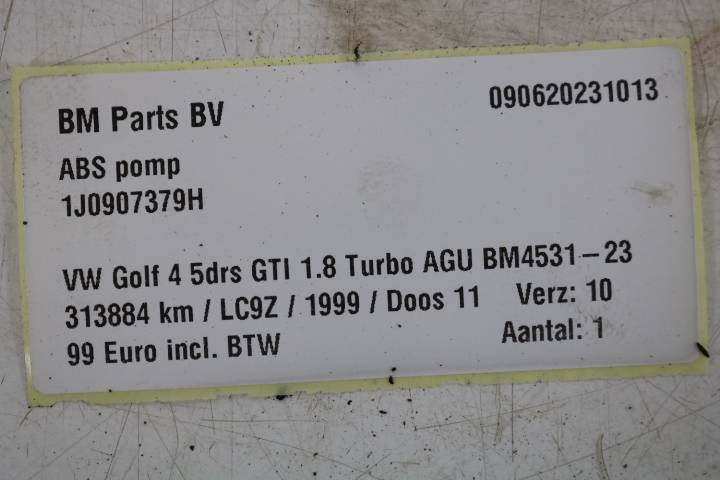 BM Parts BV 090620231013
ABS pomp
1J0907379H
VW Golf 4 5drs GTI 1.8 Turbo AGU BM4531-23
313884 km / LC9Z / 1999 / Doos 11 Verz: 10
99 Euro incl. BTW Aantal: 1